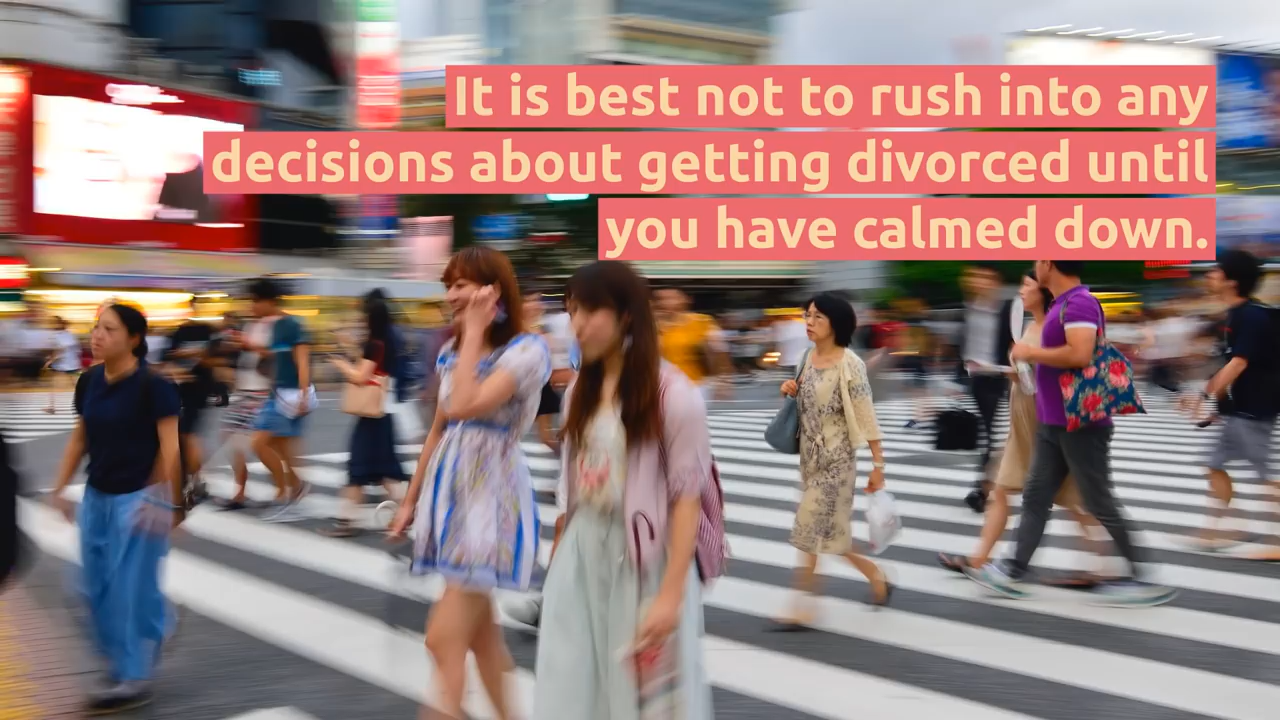 It is best not to rush into any
decisions about getting divorced until
you have calmed down.